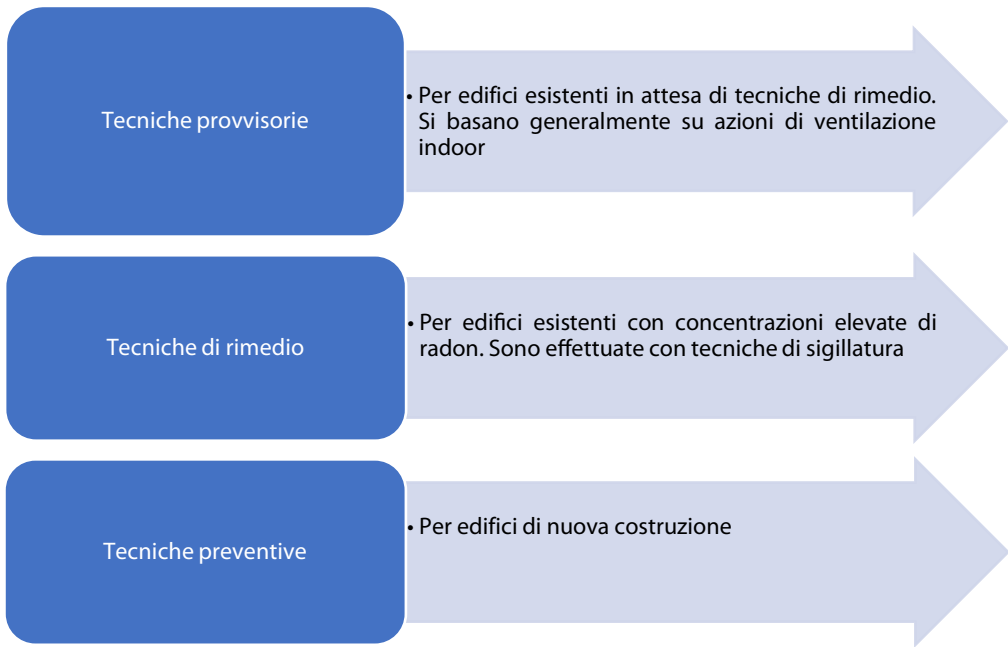 Tecniche provvisorie
• Per edifici esistenti in attesa di tecniche di rimedio.
Si basano generalmente su azioni di ventilazione
indoor
Tecniche di rimedio
• Per edifici esistenti con concentrazioni elevate di
radon. Sono effettuate con tecniche di sigillatura
Tecniche preventive
• Per edifici di nuova costruzione